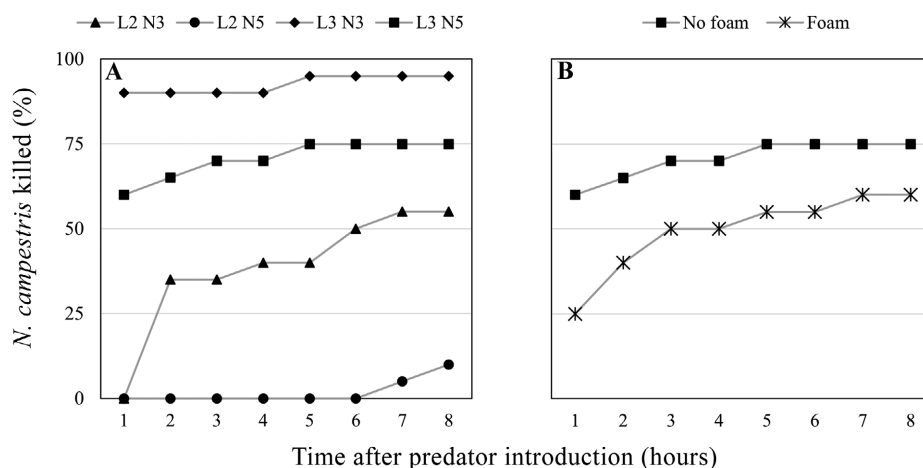 L2 N3 L2 N5 L3 N3 L3 N5
No foam Foam
N. campestris killed (%)
A
100
75
50
25
0
1 2 3 4 5 6 7 8
B
1 2 3 4 5 6 7 8
Time after predator introduction (hours)